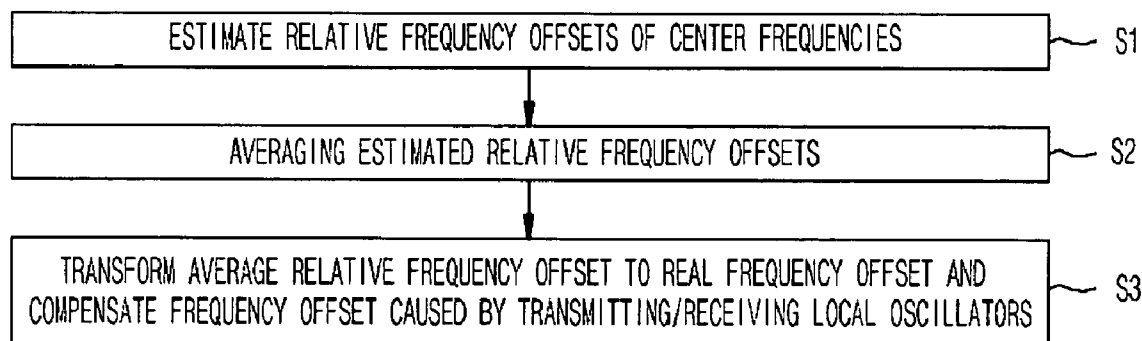 ESTIMATE RELATIVE FREQUENCY OFFSETS OF CENTER FREQUENCIES
S1
AVERAGING ESTIMATED RELATIVE FREQUENCY OFFSETS
S2
TRANSFORM AVERAGE RELATIVE FREQUENCY OFFSET TO REAL FREQUENCY OFFSET AND
COMPENSATE FREQUENCY OFFSET CAUSED BY TRANSMITTING/RECEIVING LOCAL OSCILLATORS
S3